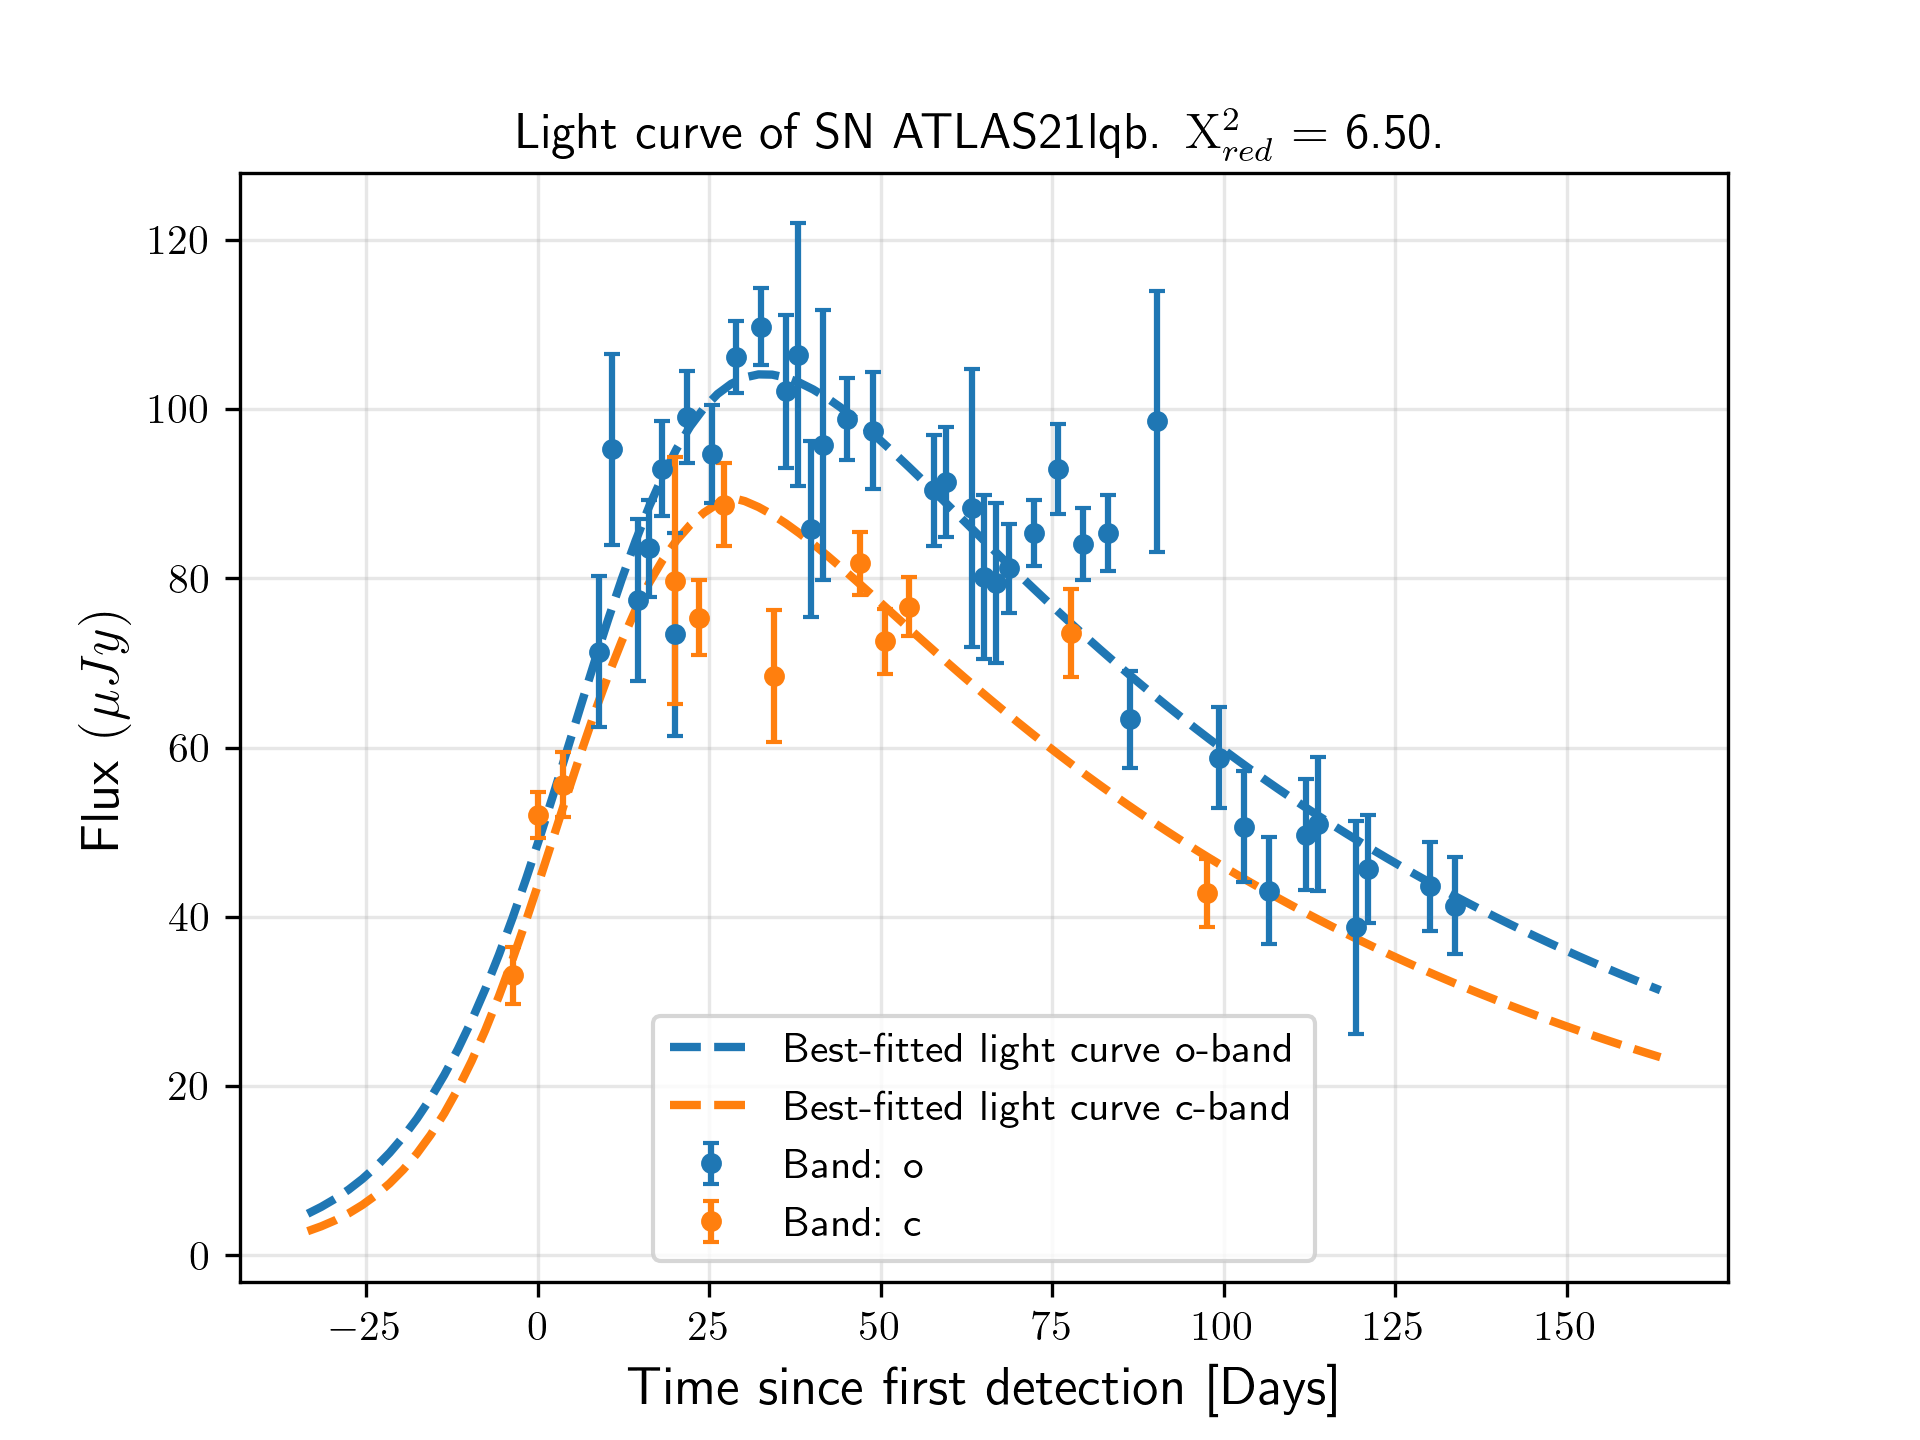 Light curve of SN ATLAS21lqb. X²red = 6.50.
120
100
80
60
40
20
0
Flux (μJy)
−25 0 25 50 75 100 125 150
Time since first detection [Days]
Best-fitted light curve o-band
Best-fitted light curve c-band
Band: o
Band: c